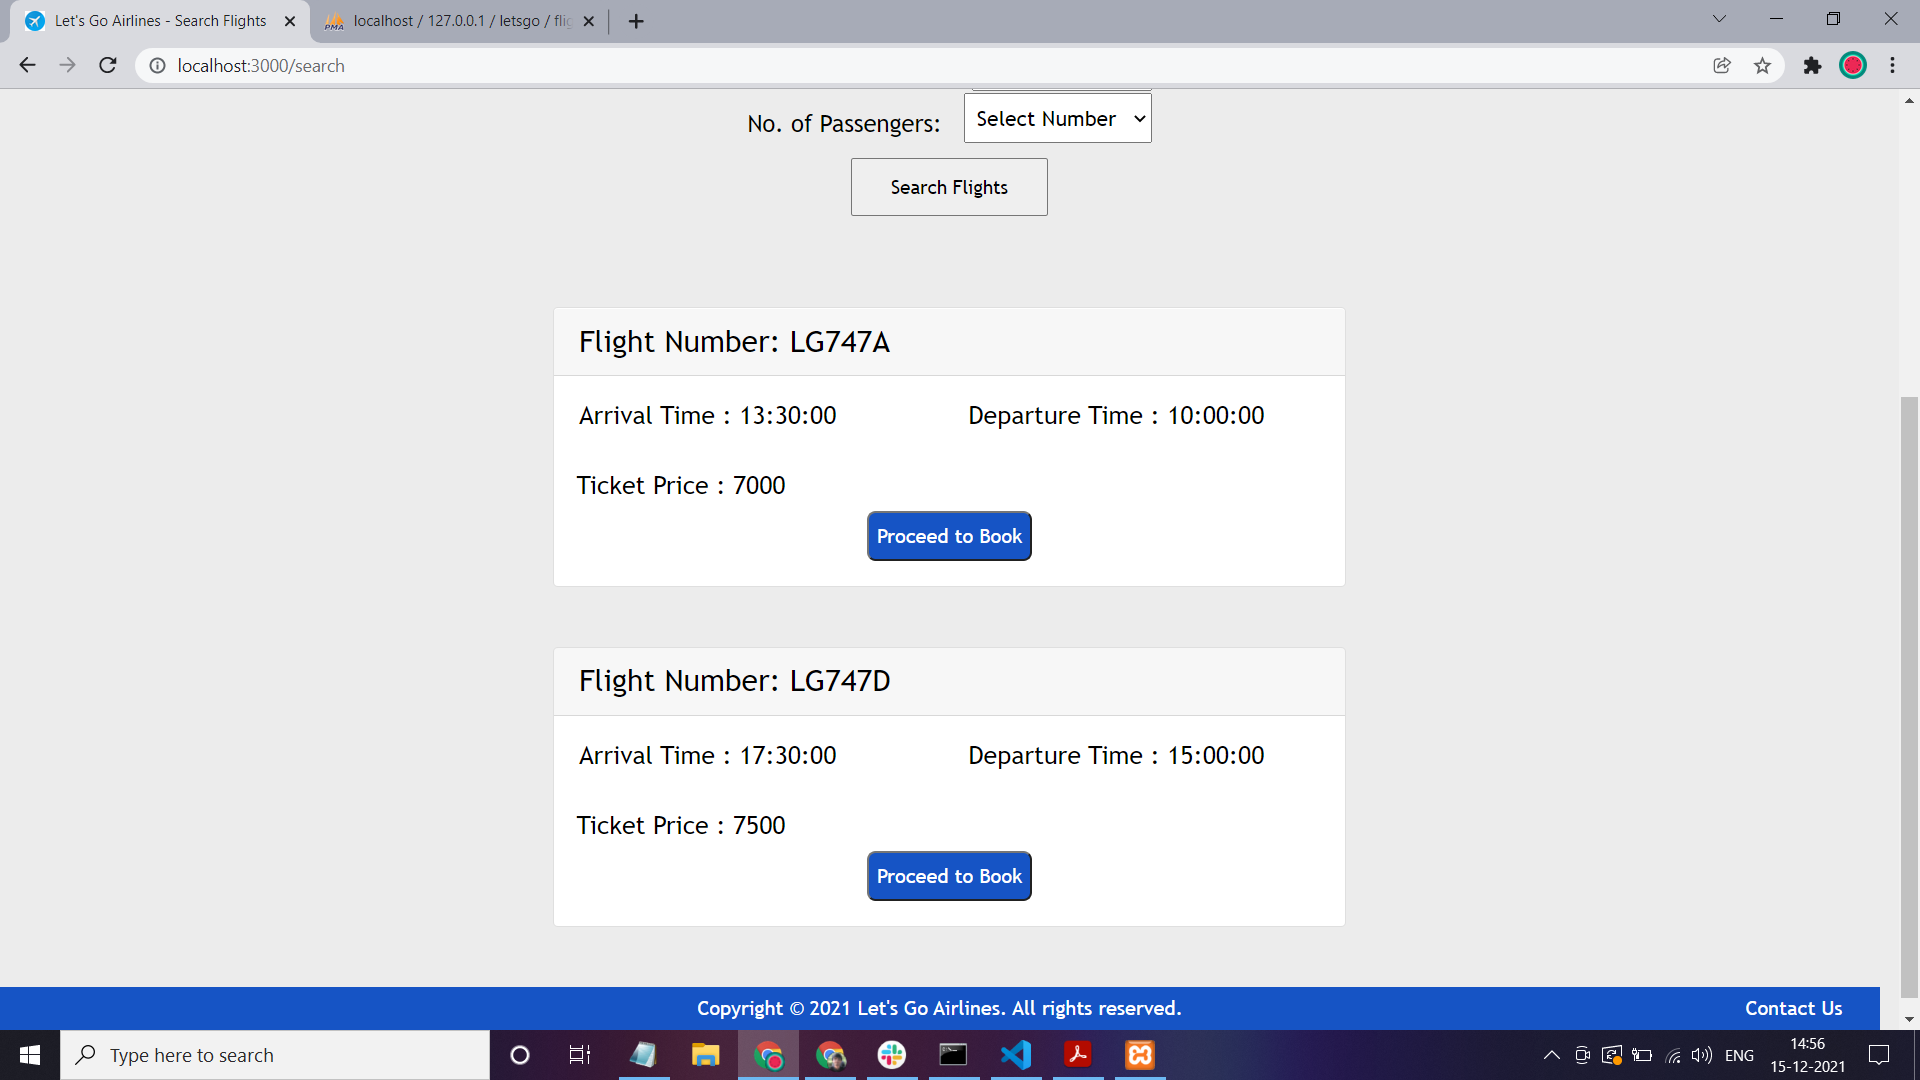 Let's Go Airlines - Search Flights
PMA localhost / 127.0.0.1 / letsgo / flig
localhost:3000/search
No. of Passengers: Select Number
Search Flights
Flight Number: LG747A
Arrival Time : 13:30:00 Departure Time : 10:00:00
Ticket Price : 7000
Proceed to Book
Flight Number: LG747D
Arrival Time : 17:30:00 Departure Time : 15:00:00
Ticket Price : 7500
Proceed to Book
Copyright © 2021 Let's Go Airlines. All rights reserved. Contact Us
Type here to search
ENG
14:56
15-12-2021